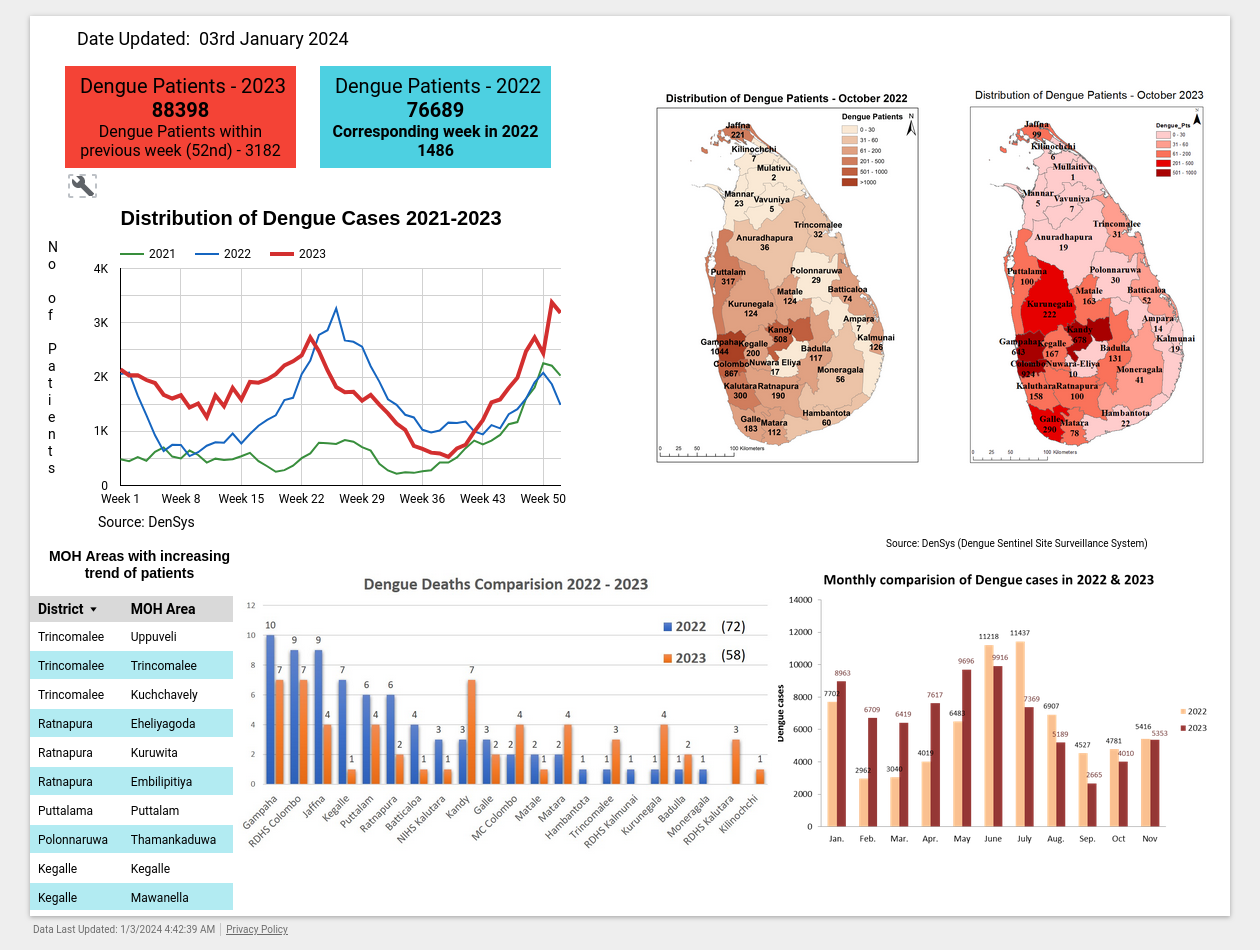 Date Updated:  03rd January 2024
Dengue Patients - 2023
88398
Dengue Patients within
previous week (52nd) - 3182
Dengue Patients - 2022
76689
Corresponding week in 2022
1486
Distribution of Dengue Cases 2021-2023
No of Patients
2021 2022 2023
4K
3K
2K
1K
0
Week 1 Week 8 Week 15 Week 22 Week 29 Week 36 Week 43 Week 50
Source: DenSys
Distribution of Dengue Patients - October 2022
Dengue Patients
N
0 - 30
31 - 60
61 - 200
201 - 500
501 - 1000
>1000
Jaffna
221
Kilinochchi
7
Mulativu
2
Mannar
23
Vavuniya
5
Trincomalee
32
Anuradhapura
36
Puttalam
317
Polonnaruwa
29
Matale
124
Batticaloa
74
Kurunegala
124
Ampara
7
Kandy
508
Kalmunai
126
Gampaha
1044
Kegalle
200
Badulla
117
Colombo
867
Nuwara Eliya
17
Moneragala
56
Kalutara
300
Ratnapura
190
Hambantota
60
Galle
183
Matara
112
0 25 50 100 Kilometers
Distribution of Dengue Patients - October 2023
N
Dengue_Pts
0 - 30
31 - 60
61 - 200
201 - 500
501 - 1000
Jaffna
99
Kilinochchi
6
Mullaitivu
1
Mannar
5
Vavuniya
7
Trincomalee
31
Anuradhapura
19
Puttalama
100
Polonnaruwa
30
Matale
163
Batticaloa
52
Kurunegala
222
Ampara
14
Kandy
Kalmunai
19
Gampaha
Kegalle
167
Badulla
131
Colombo
Nuwara-Eliya
10
Moneragala
41
Kaluthara
158
Ratnapura
100
Hambantota
22
Galle
Matara
78
0 25 50 100 Kilometers
Source: DenSys (Dengue Sentinel Site Surveillance System)
MOH Areas with increasing
trend of patients
District MOH Area
Trincomalee Uppuveli
Trincomalee Trincomalee
Trincomalee Kuchchavely
Ratnapura Eheliyagoda
Ratnapura Kuruwita
Ratnapura Embilipitiya
Puttalama Puttalam
Polonnaruwa Thamankaduwa
Kegalle Kegalle
Kegalle Mawanella
Dengue Deaths Comparision 2022 - 2023
2022 (72)
2023 (58)
12
10
8
6
4
2
0
10 7 9 7 9 4 7 1 6 4 6 2 4 1 3 1 3 7 3 2 2 4 2 1 2 4 1 1 3 1 1 4 1 2 1 3 1
Gampaha RDHS Colombo Jaffna Kegalle Puttalam Ratnapura Batticaloa NIHS Kalutara Kandy Galle MC Colombo Matale Matara Hambantota Trincomalee RDHS Kalmunai Kurunegala Badulla Moneragala RDHS Kalutara Kilinochchi
Monthly comparision of Dengue cases in 2022 & 2023
Dengue cases
14000
12000
10000
8000
6000
4000
2000
0
7702 8963 2962 6709 3040 6419 4019 7617 6483 9696 11218 9916 11437 7369 6907 5189 4527 2665 4781 4010 5416 5353
Jan. Feb. Mar. Apr. May June July Aug. Sep. Oct Nov
2022
2023
Data Last Updated: 1/3/2024 4:42:39 AM Privacy Policy